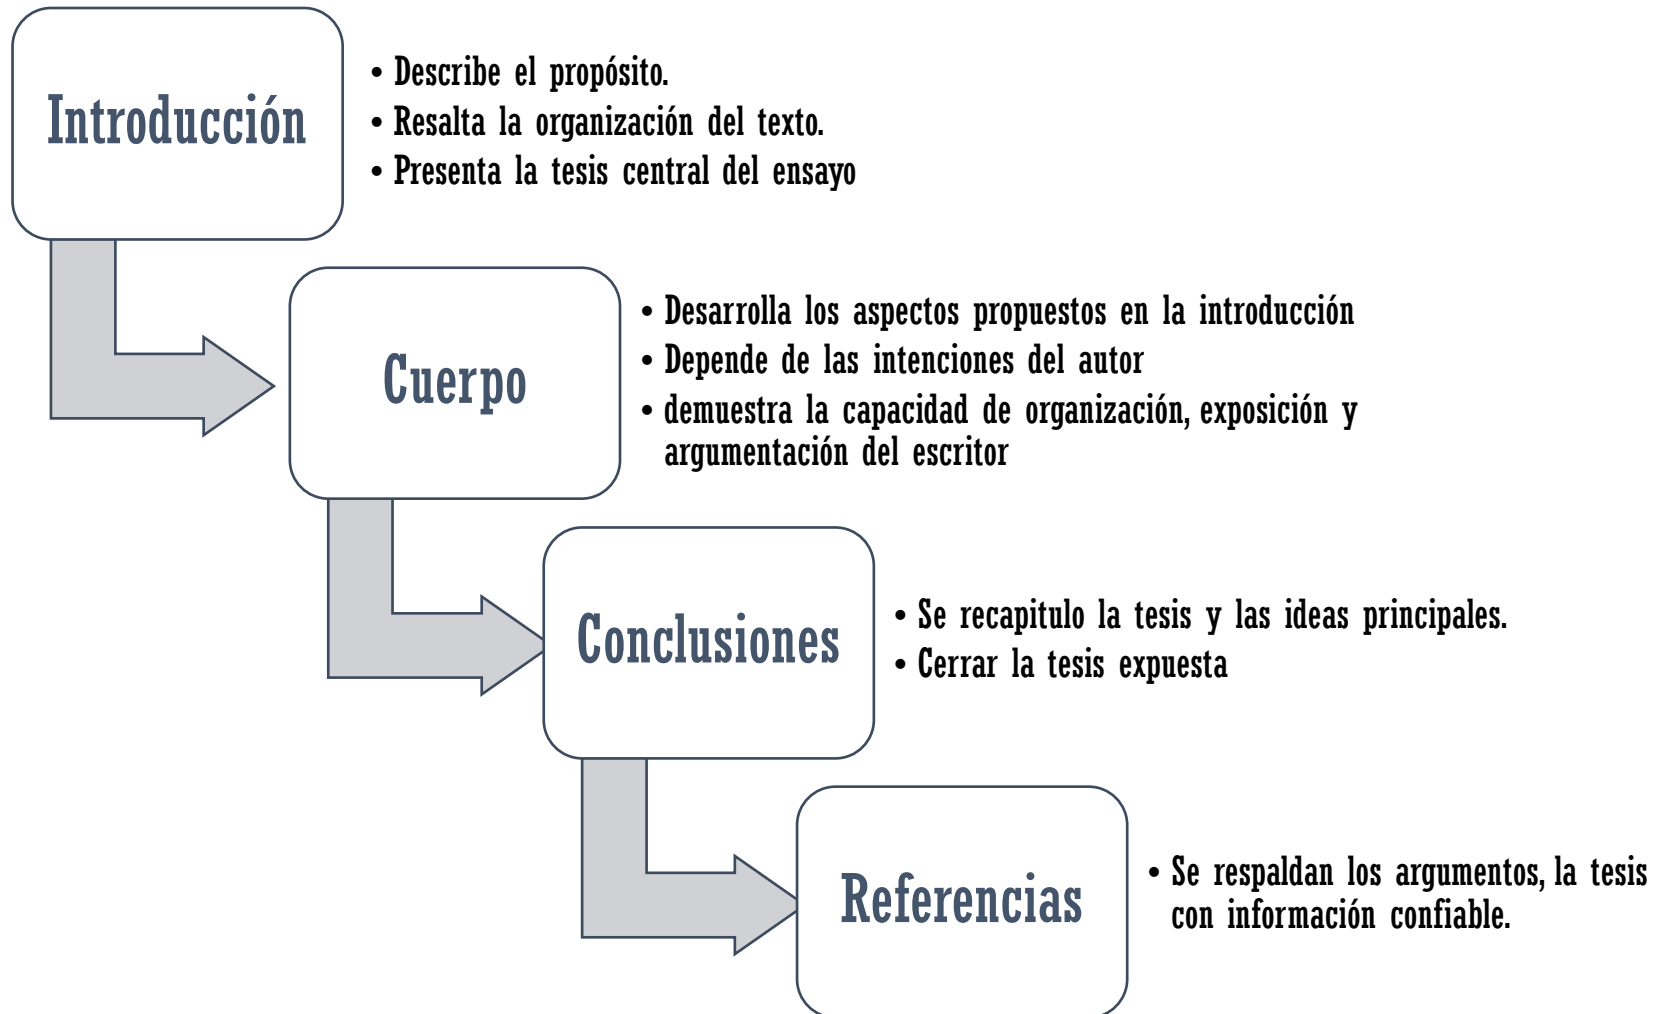 Introducción
• Describe el propósito.
• Resalta la organización del texto.
• Presenta la tesis central del ensayo
Cuerpo
• Desarrolla los aspectos propuestos en la introducción
• Depende de las intenciones del autor
• demuestra la capacidad de organización, exposición y
argumentación del escritor
Conclusiones
• Se recapitulo la tesis y las ideas principales.
• Cerrar la tesis expuesta
Referencias
• Se respaldan los argumentos, la tesis
con información confiable.